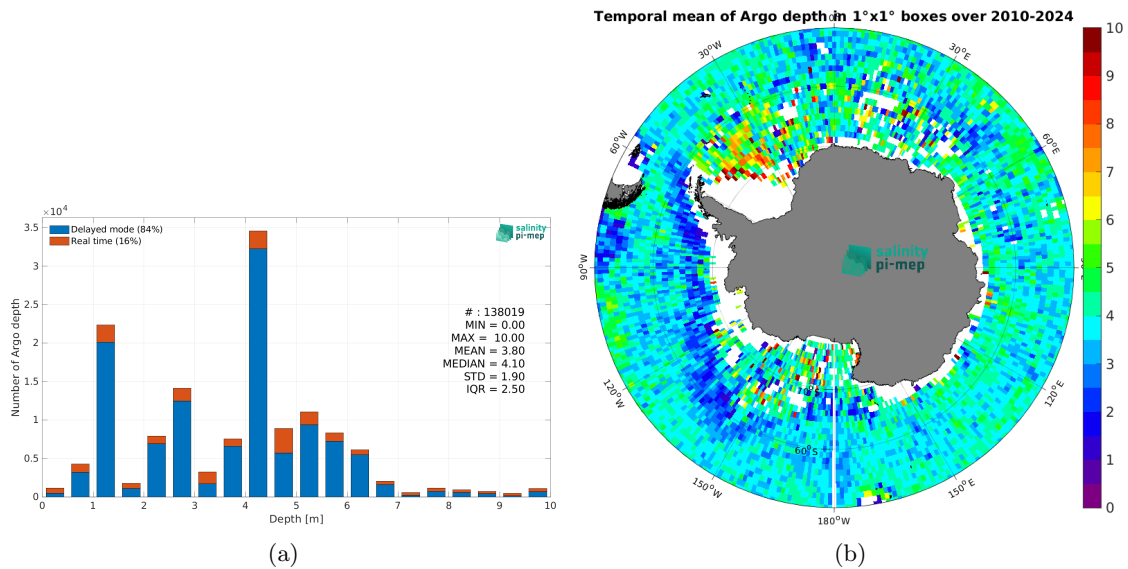 ×10⁴
3.5
3
2.5
2
1.5
1
0.5
0
Number of Argo depth
Delayed mode (84%)
Real time (16%)
salinity
pi-mep
# : 138019
MIN = 0.00
MAX = 10.00
MEAN = 3.80
MEDIAN = 4.10
STD = 1.90
IQR = 2.50
0 1 2 3 4 5 6 7 8 9 10
Depth [m]
(a)
Temporal mean of Argo depth in 1°x1° boxes over 2010-2024
30°W
30°E
60°W
60°E
90°W
salinity
pi-mep
120°W
120°E
60°S
150°W
150°E
180°W
10
9
8
7
6
5
4
3
2
1
0
(b)